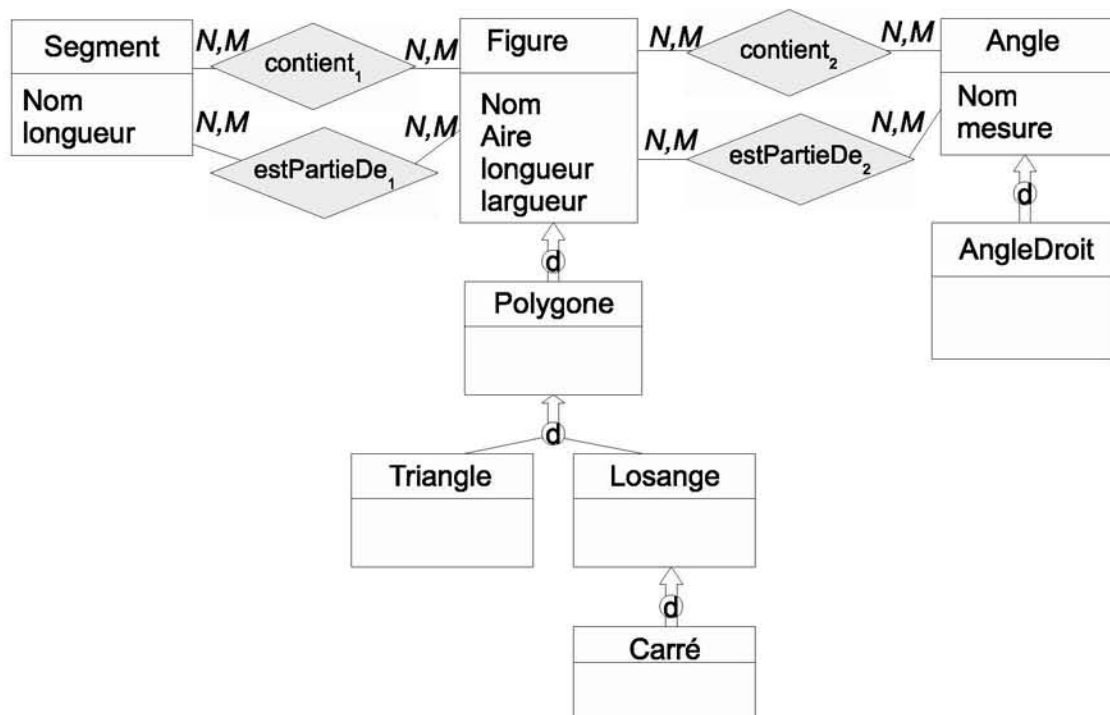 Segment
Nom
longueur
N,M
contient1
N,M
N,M
estPartieDe1
N,M
Figure
Nom
Aire
longueur
largueur
N,M
contient2
N,M
N,M
estPartieDe2
N,M
Angle
Nom
mesure
d
AngleDroit
d
Polygone
d
Triangle
Losange
d
Carré